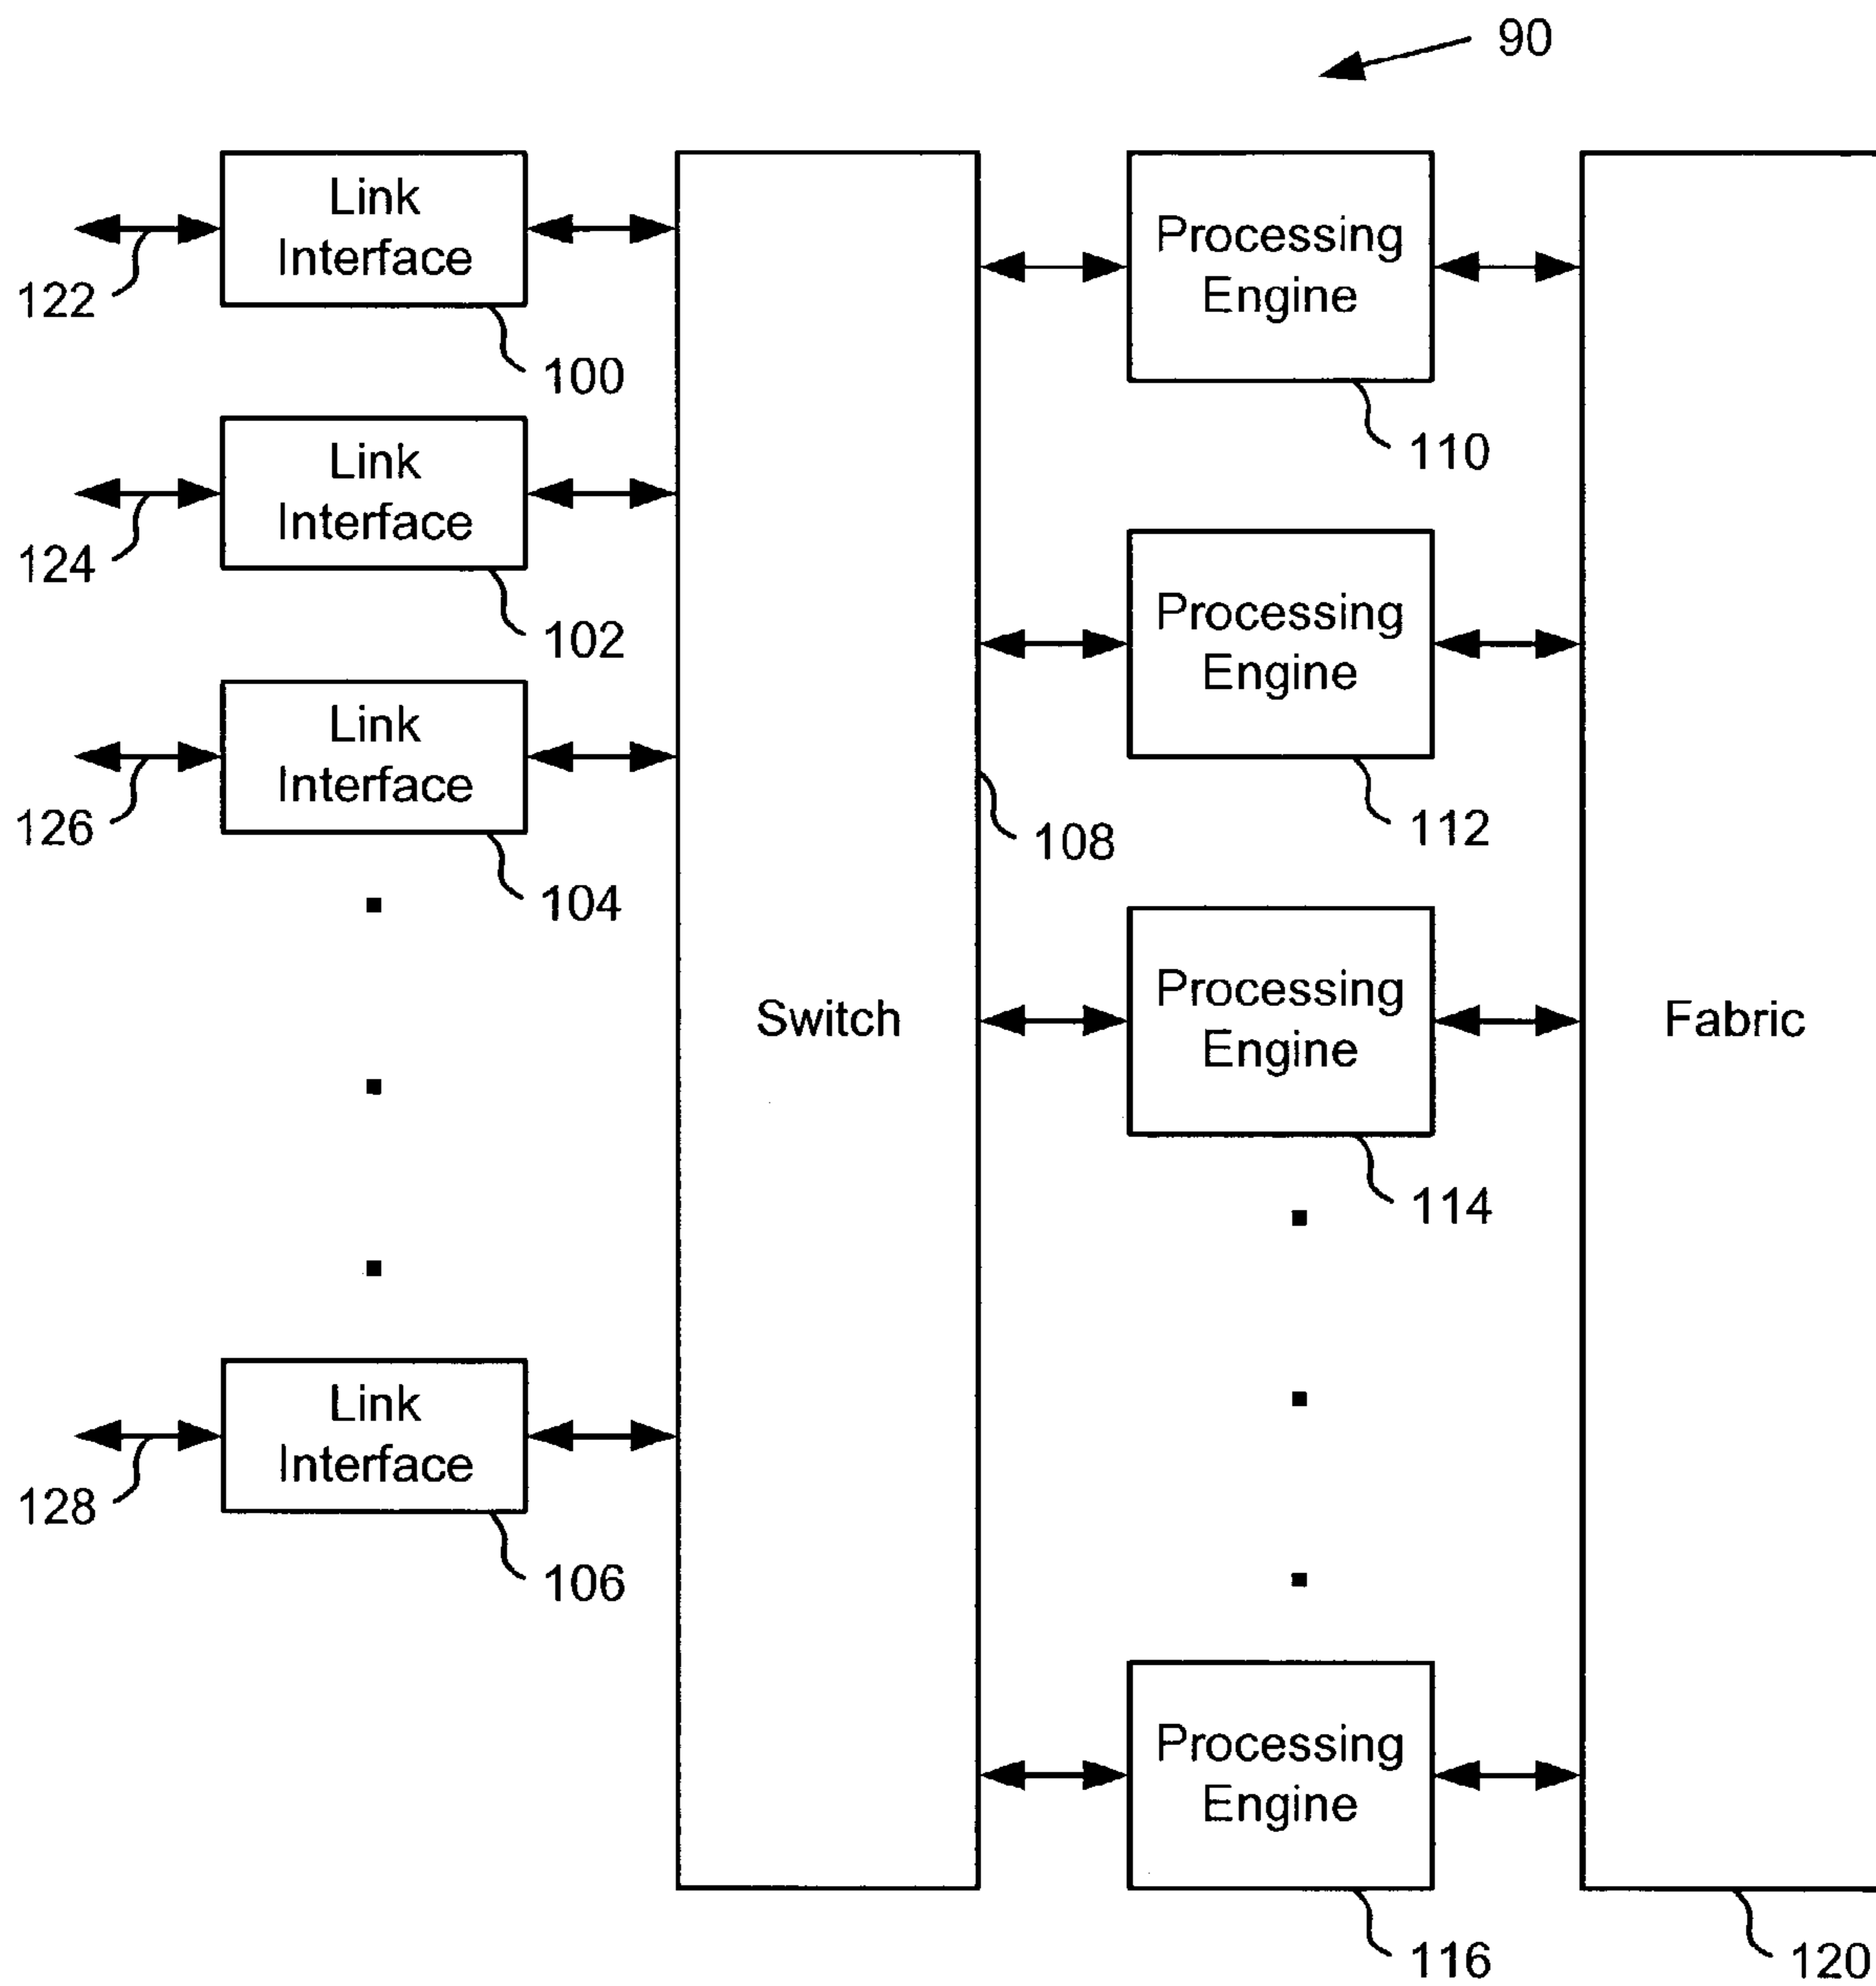 90
Link
Interface
122
100
Link
Interface
124
102
Link
Interface
126
104
Link
Interface
128
106
Switch
108
Processing
Engine
110
Processing
Engine
112
Processing
Engine
114
Processing
Engine
116
Fabric
120